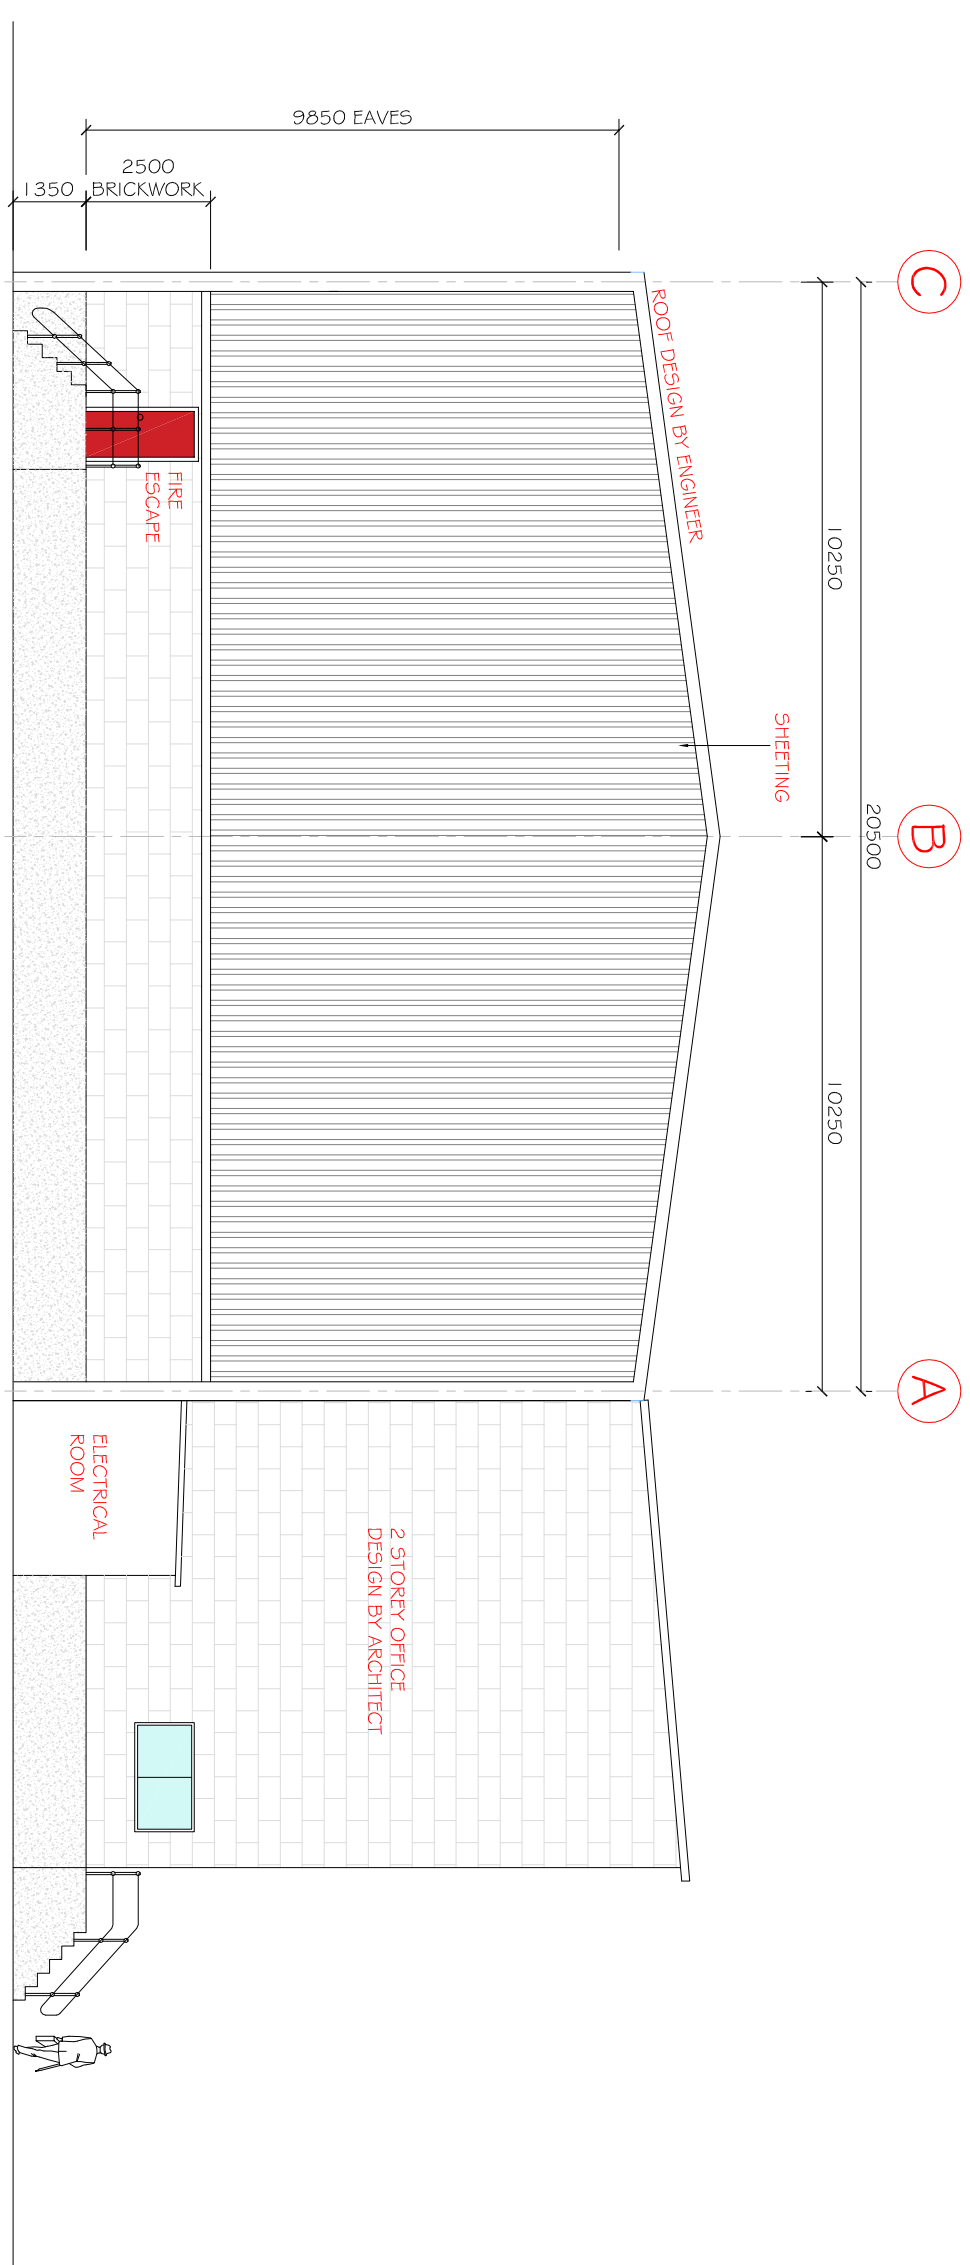 C
B
A
20500
10250
10250
SHEETING
ROOF DESIGN BY ENGINEER
9850 EAVES
2500
BRICKWORK
1350
FIRE
ESCAPE
2 STOREY OFFICE
DESIGN BY ARCHITECT
ELECTRICAL
ROOM